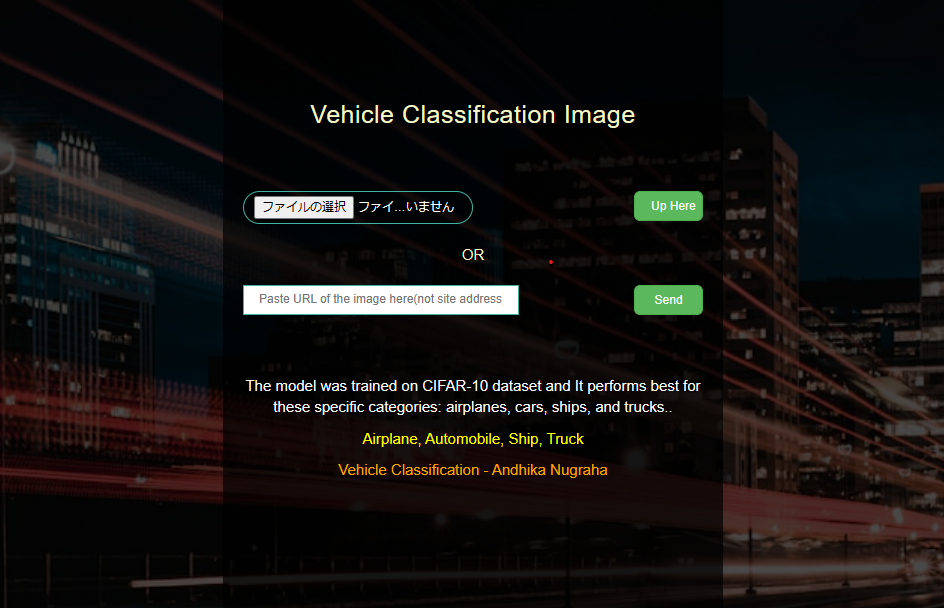 Vehicle Classification Image
ファイルの選択 ファイ...いません Up Here
OR
Paste URL of the image here(not site address Send
The model was trained on CIFAR-10 dataset and It performs best for
these specific categories: airplanes, cars, ships, and trucks..
Airplane, Automobile, Ship, Truck
Vehicle Classification - Andhika Nugraha